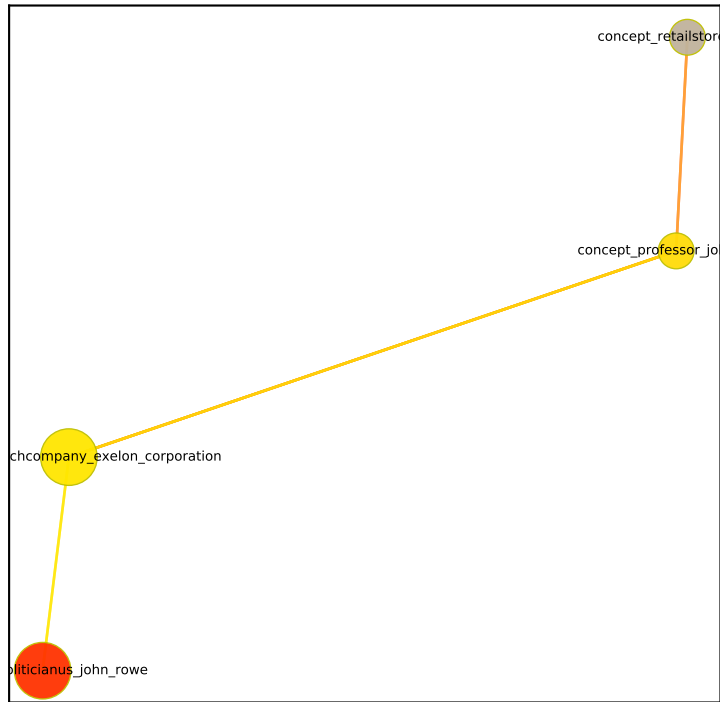 concept_retailstore
concept_professor_jo
chcompany_exelon_corporation
oliticianus_john_rowe